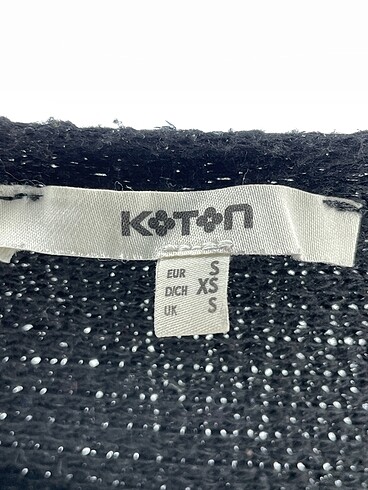 KOTON
EUR S
D/CH XS
UK S